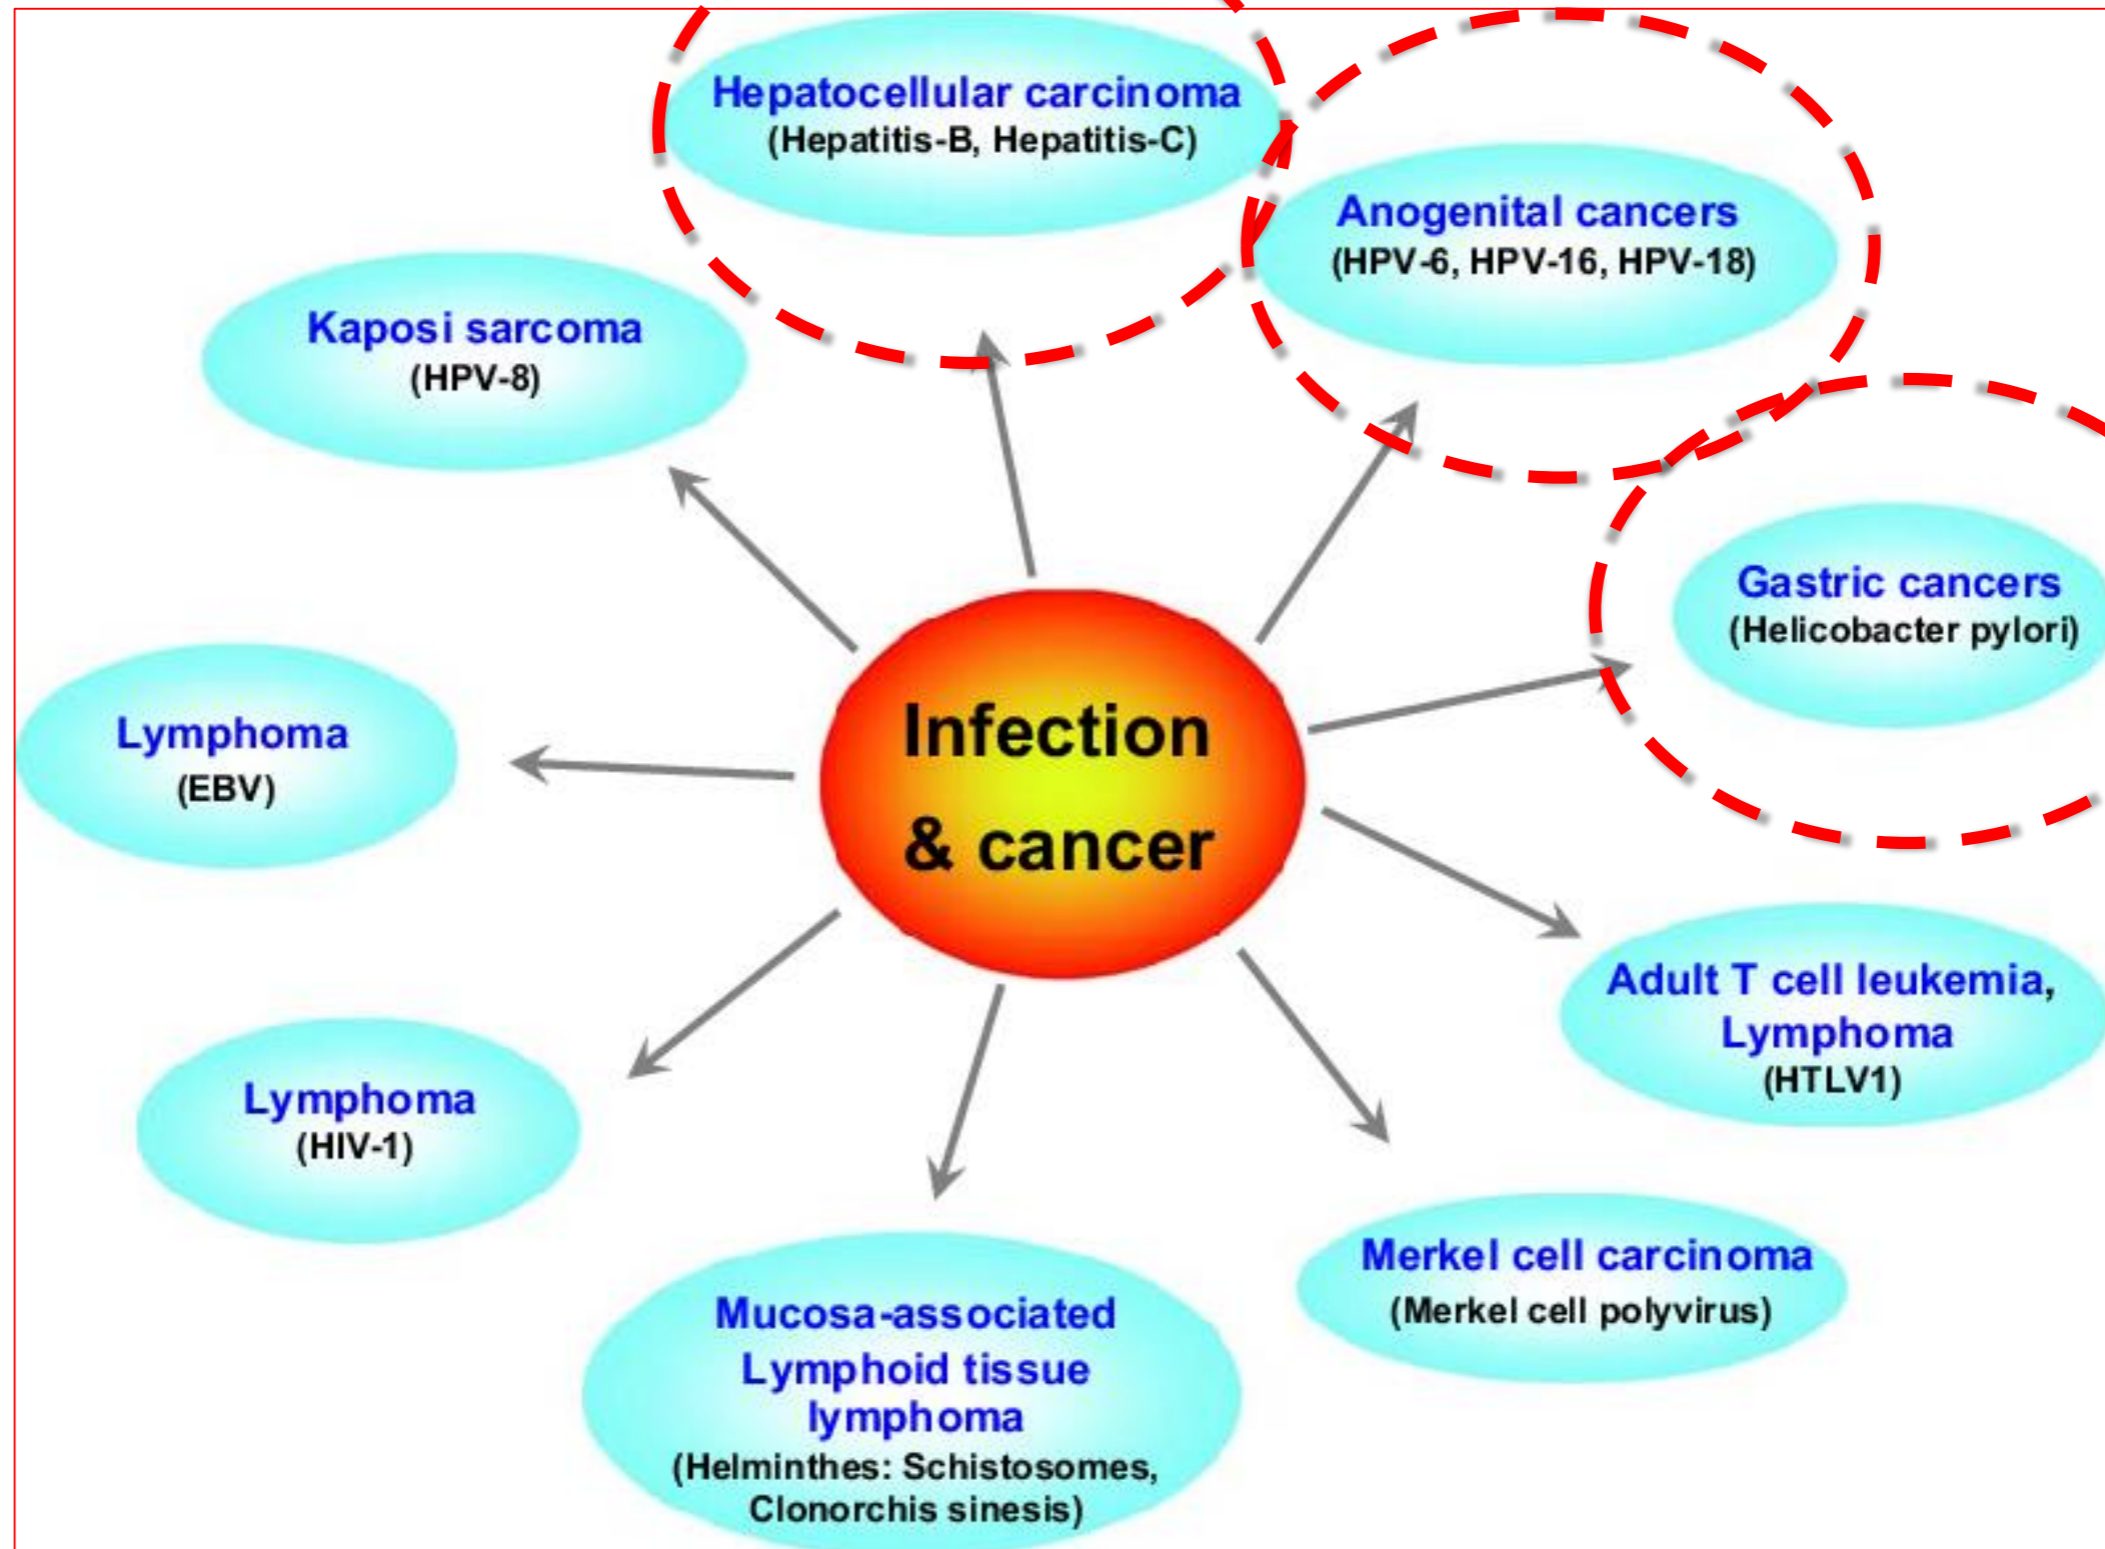 Hepatocellular carcinoma
(Hepatitis-B, Hepatitis-C)
Anogenital cancers
(HPV-6, HPV-16, HPV-18)
Kaposi sarcoma
(HPV-8)
Gastric cancers
(Helicobacter pylori)
Infection
& cancer
Lymphoma
(EBV)
Adult T cell leukemia,
Lymphoma
(HTLV1)
Lymphoma
(HIV-1)
Merkel cell carcinoma
(Merkel cell polyvirus)
Mucosa-associated
Lymphoid tissue
lymphoma
(Helminthes: Schistosomes,
Clonorchis sinesis)